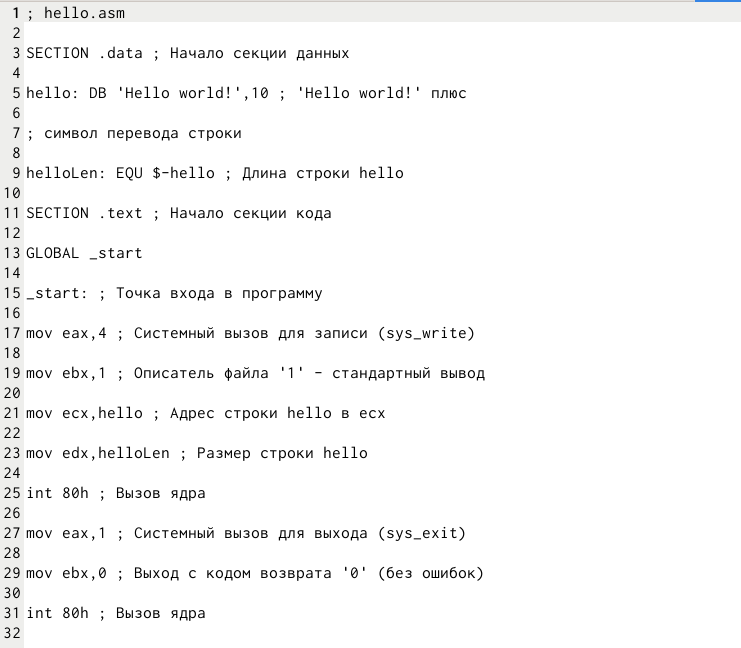 1 ; hello.asm
2
3 SECTION .data ; Начало секции данных
4
5 hello: DB 'Hello world!',10 ; 'Hello world!' плюс
6
7 ; символ перевода строки
8
9 helloLen: EQU $-hello ; Длина строки hello
10
11 SECTION .text ; Начало секции кода
12
13 GLOBAL _start
14
15 _start: ; Точка входа в программу
16
17 mov eax,4 ; Системный вызов для записи (sys_write)
18
19 mov ebx,1 ; Описатель файла '1' - стандартный вывод
20
21 mov ecx,hello ; Адрес строки hello в ecx
22
23 mov edx,helloLen ; Размер строки hello
24
25 int 80h ; Вызов ядра
26
27 mov eax,1 ; Системный вызов для выхода (sys_exit)
28
29 mov ebx,0 ; Выход с кодом возврата '0' (без ошибок)
30
31 int 80h ; Вызов ядра
32